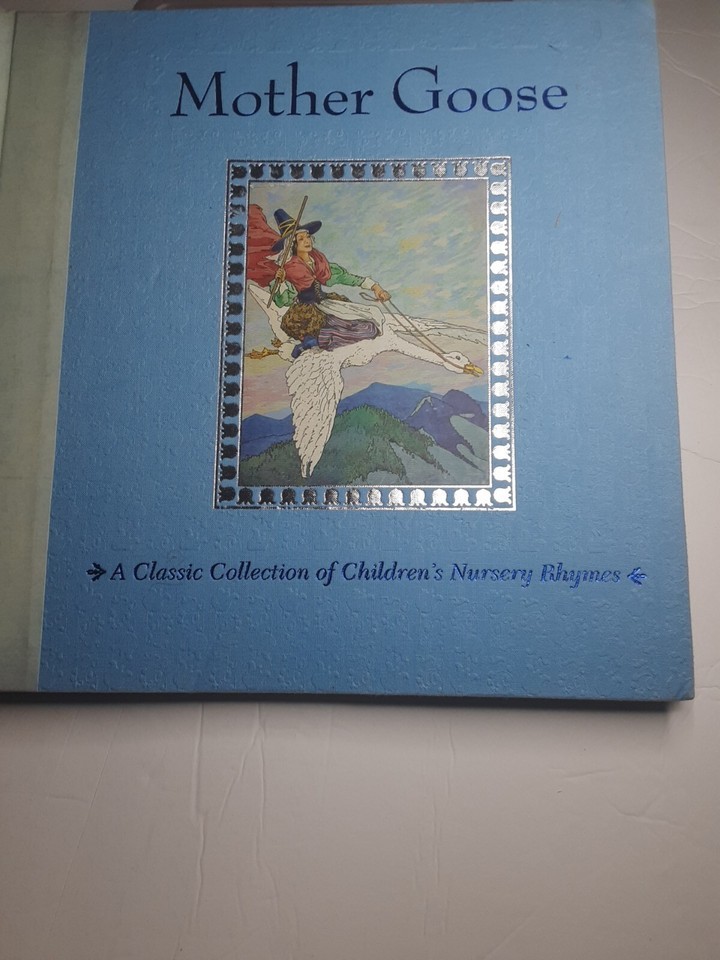 Mother Goose
A Classic Collection of Children's Nursery Rhymes